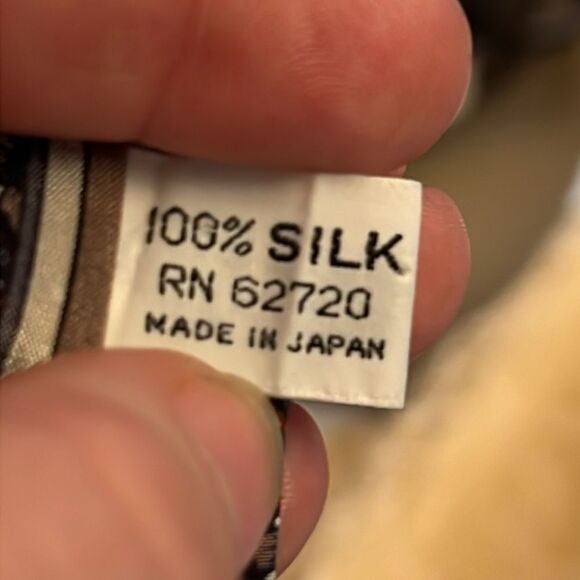 100% SILK
RN 62720
MADE IN JAPAN